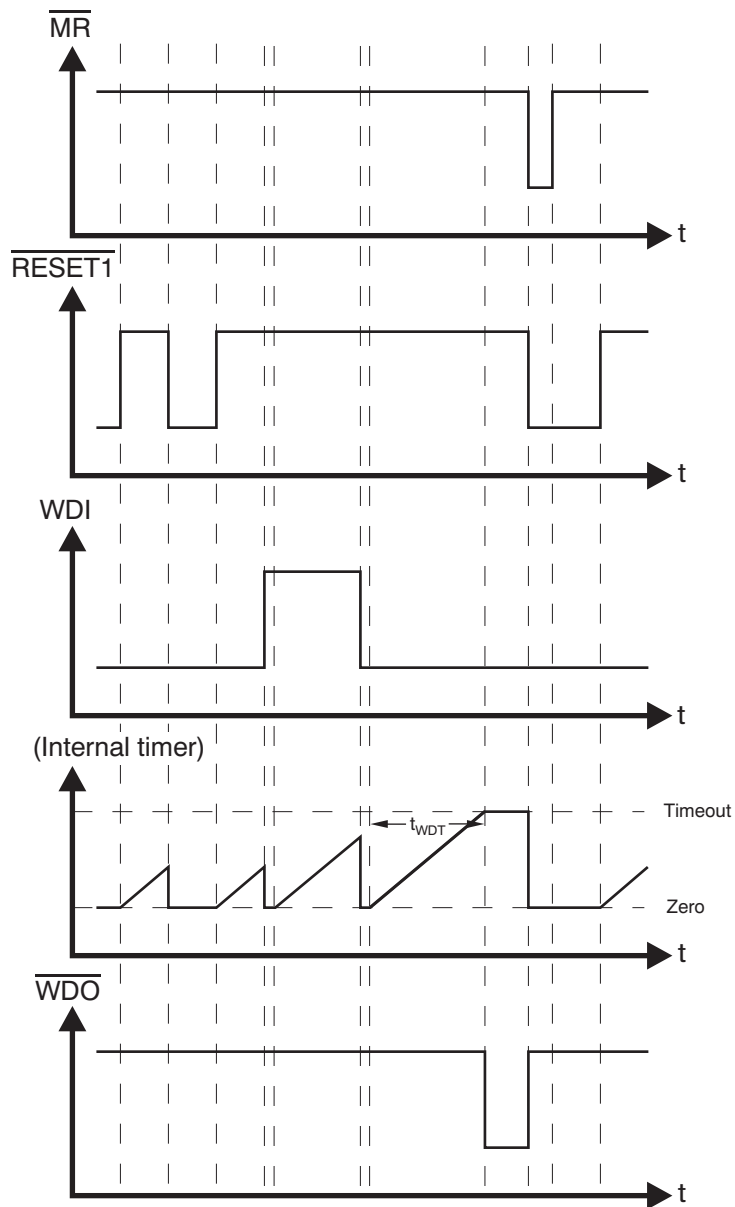 MR
t
RESET1
t
WDI
t
(Internal timer)
Timeout
tWDT
Zero
t
WDO
t